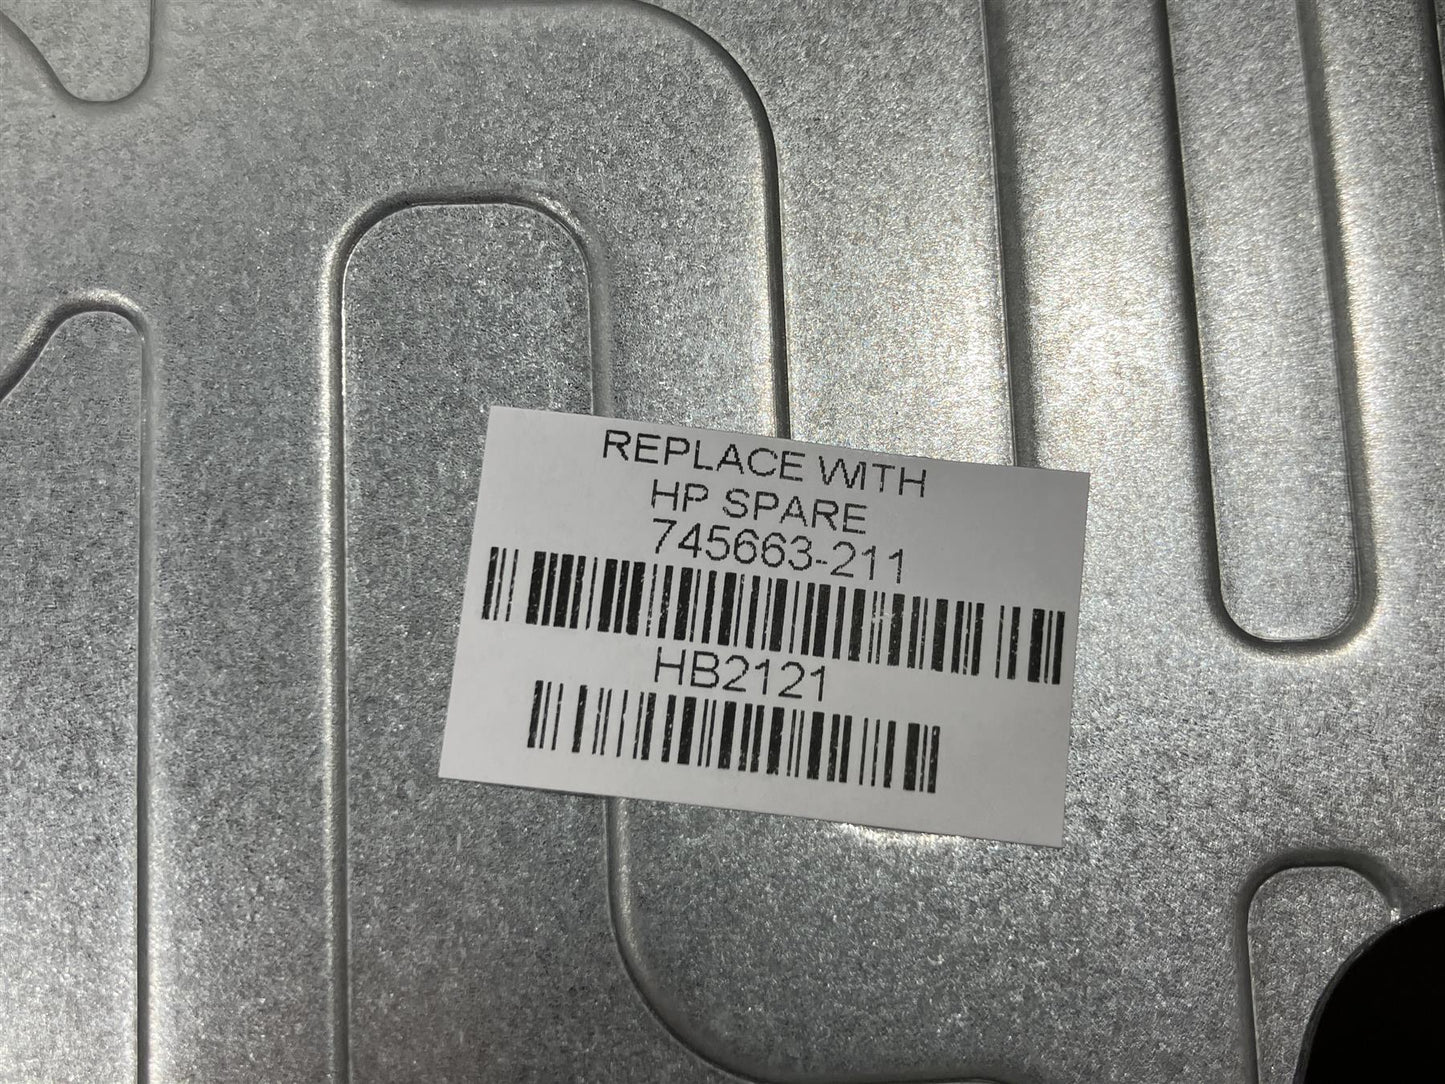 REPLACE WITH
HP SPARE
745663-211
HB2121